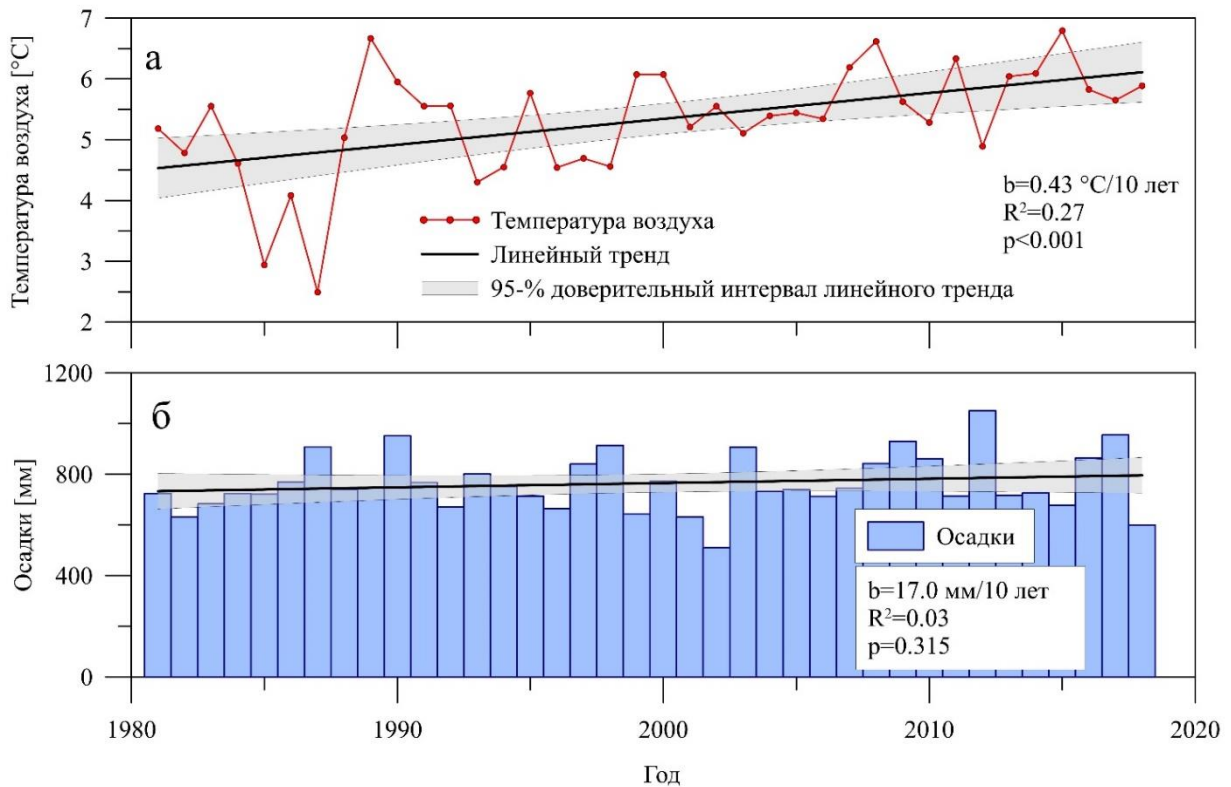 7
6
5
4
3
2
Температура воздуха [°C]
а
Температура воздуха
Линейный тренд
95-% доверительный интервал линейного тренда
b=0.43 °C/10 лет
R²=0.27
p<0.001
1200
800
400
0
Осадки [мм]
б
Осадки
b=17.0 мм/10 лет
R²=0.03
p=0.315
1980
1990
2000
2010
2020
Год